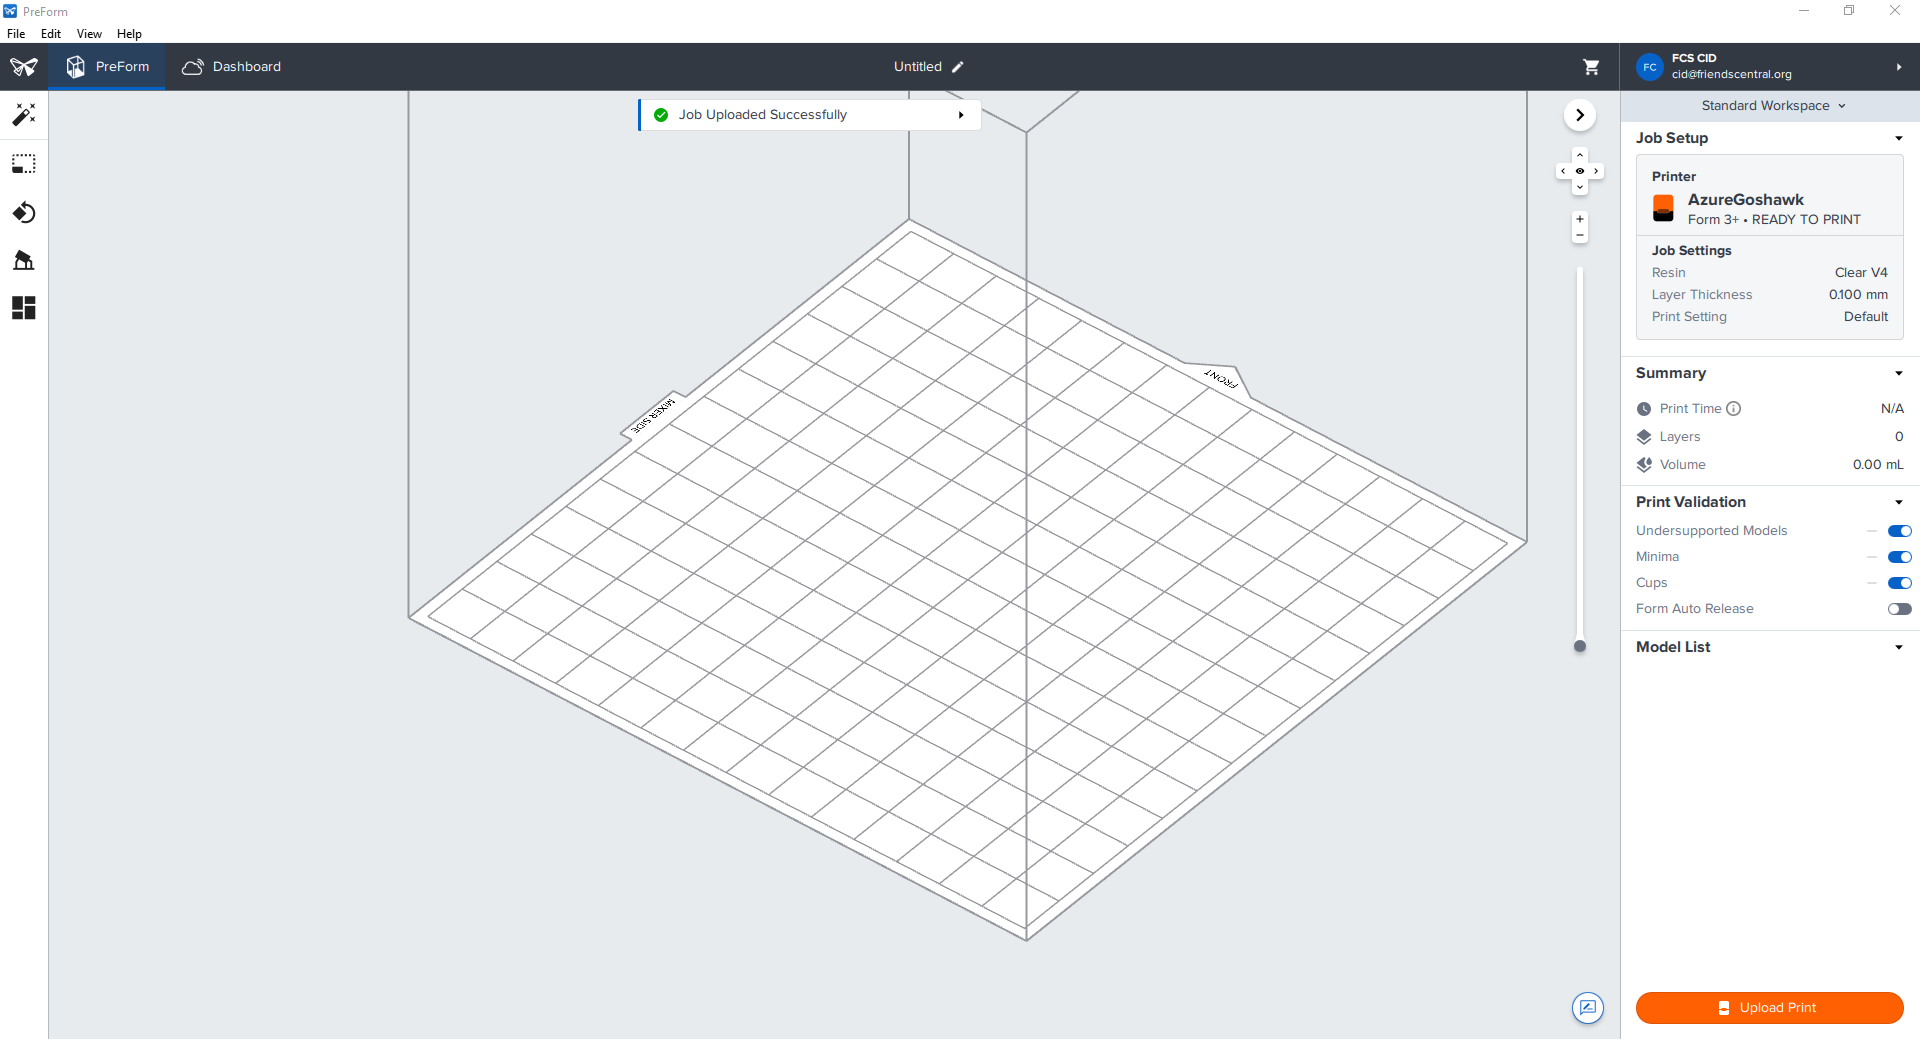 PreForm
File Edit View Help
PreForm Dashboard Untitled
FC FCS CID
cid@friendscentral.org
Standard Workspace
Job Uploaded Successfully
Job Setup
Printer
AzureGoshawk
Form 3+ • READY TO PRINT
Job Settings
Resin Clear V4
Layer Thickness 0.100 mm
Print Setting Default
Summary
Print Time N/A
Layers 0
Volume 0.00 mL
Print Validation
Undersupported Models
Minima
Cups
Form Auto Release
Model List
FRONT
MIXER SIDE
Upload Print